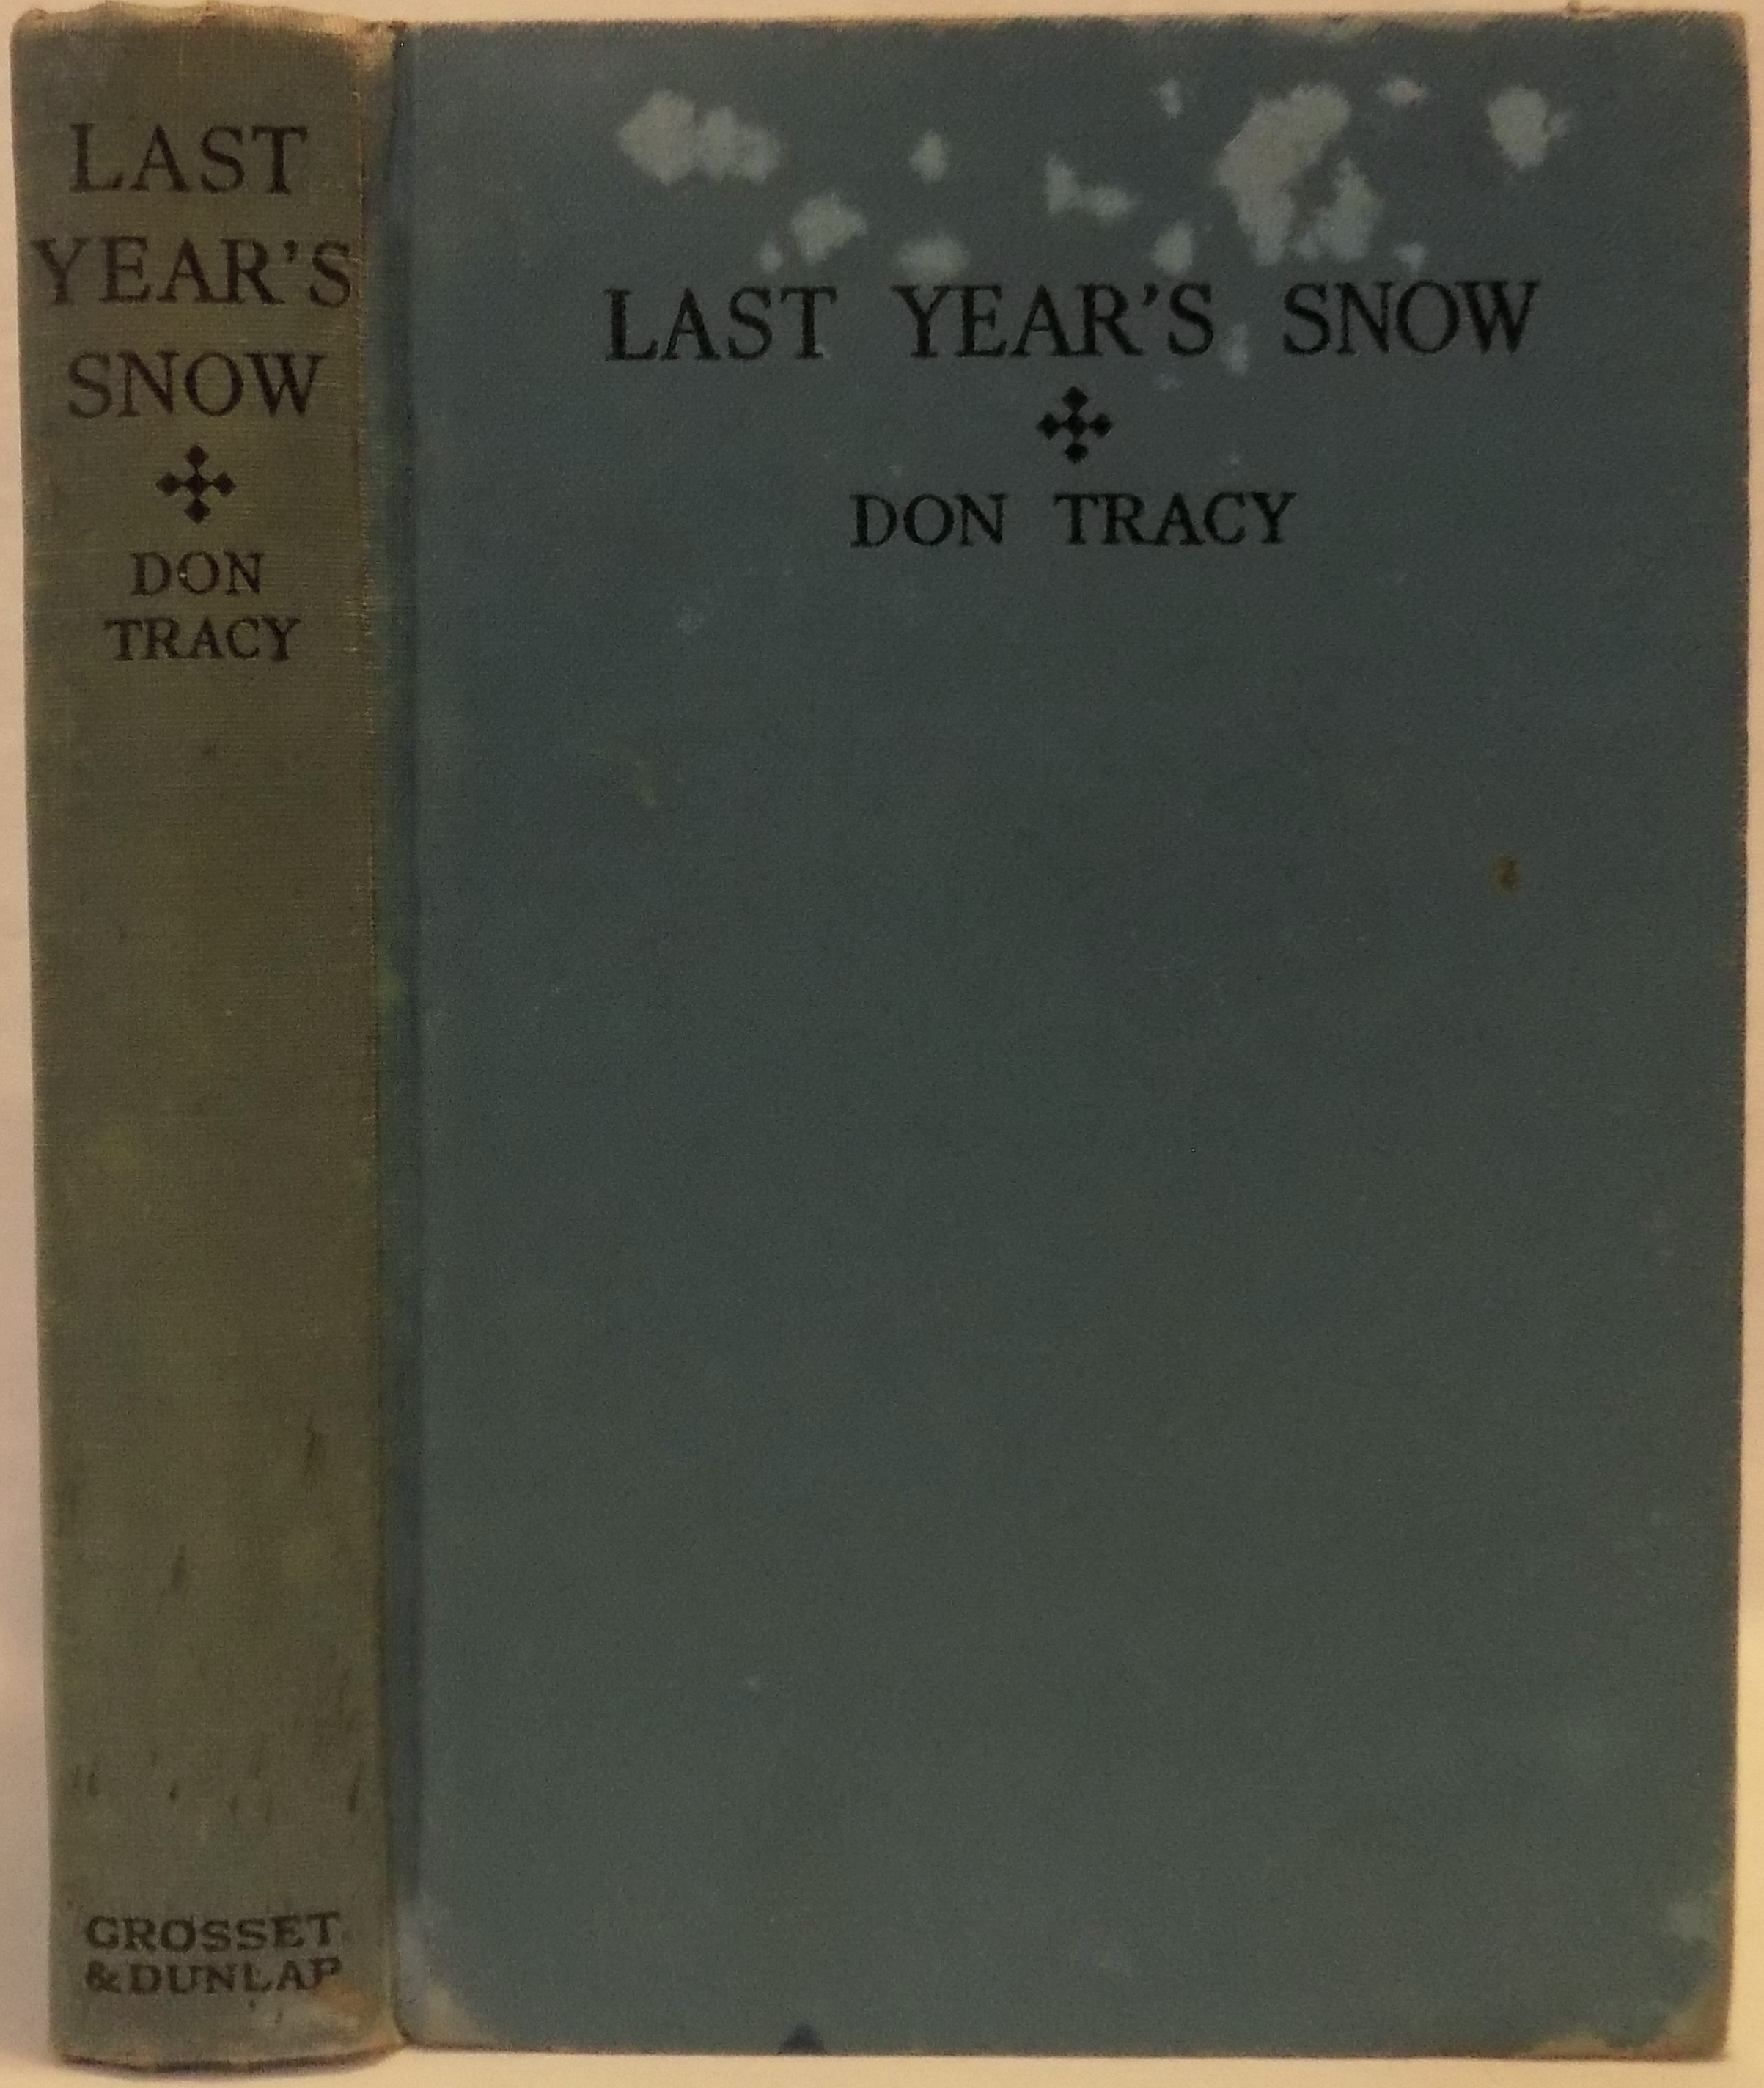 LAST
YEAR'S
SNOW
DON
TRACY
GROSSET
&DUNLAP
LAST YEAR'S SNOW
DON TRACY